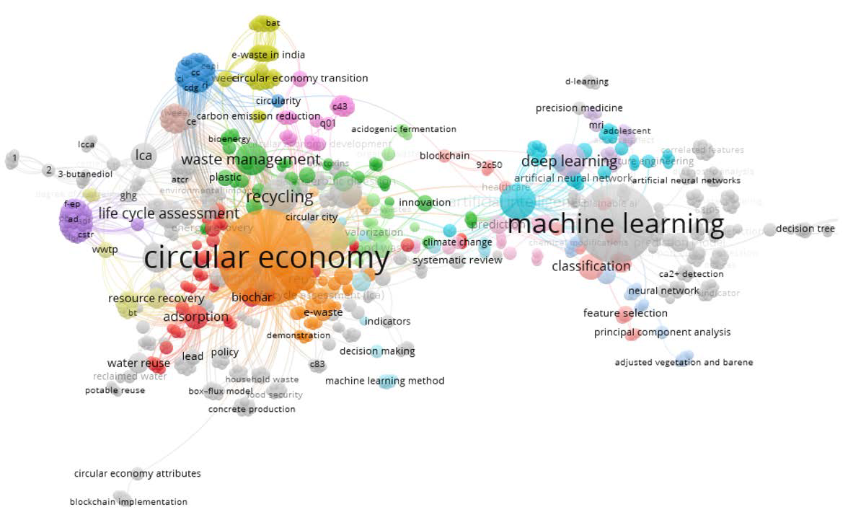 bat
e-waste in india
circular economy transition
cc
cdg
circularity
c43
carbon emission reduction
q01
ce
bioenergy
acidogenic fermentation
d-learning
precision medicine
mri
adolescent
lcca
1
2
3-butanediol
lca
waste management
blockchain
92c50
deep learning
artificial neural network
artificial neural networks
healthcare
plastic
atcr
ghg
recycling
innovation
f-ep
ad
cstr
life cycle assessment
circular city
machine learning
decision tree
valorization
climate change
wwtp
circular economy
systematic review
classification
ca2+ detection
resource recovery
biochar
neural network
bt
adsorption
e-waste
indicators
feature selection
demonstration
principal component analysis
water reuse
lead
policy
decision making
adjusted vegetation and barene
reclaimed water
c83
household waste
machine learning method
potable reuse
box–flux model
food security
concrete production
circular economy attributes
blockchain implementation